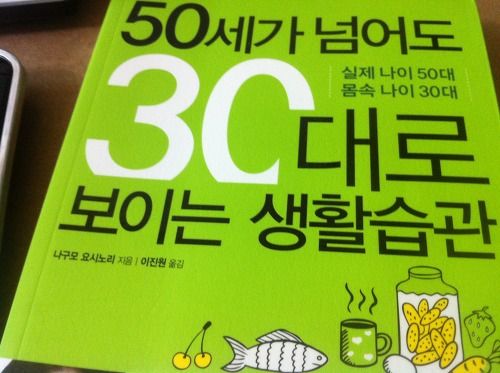 50세가 넘어도
실제 나이 50대
몸속 나이 30대
30대로
보이는 생활습관
나구모 요시노리 지음 | 이진원 옮김